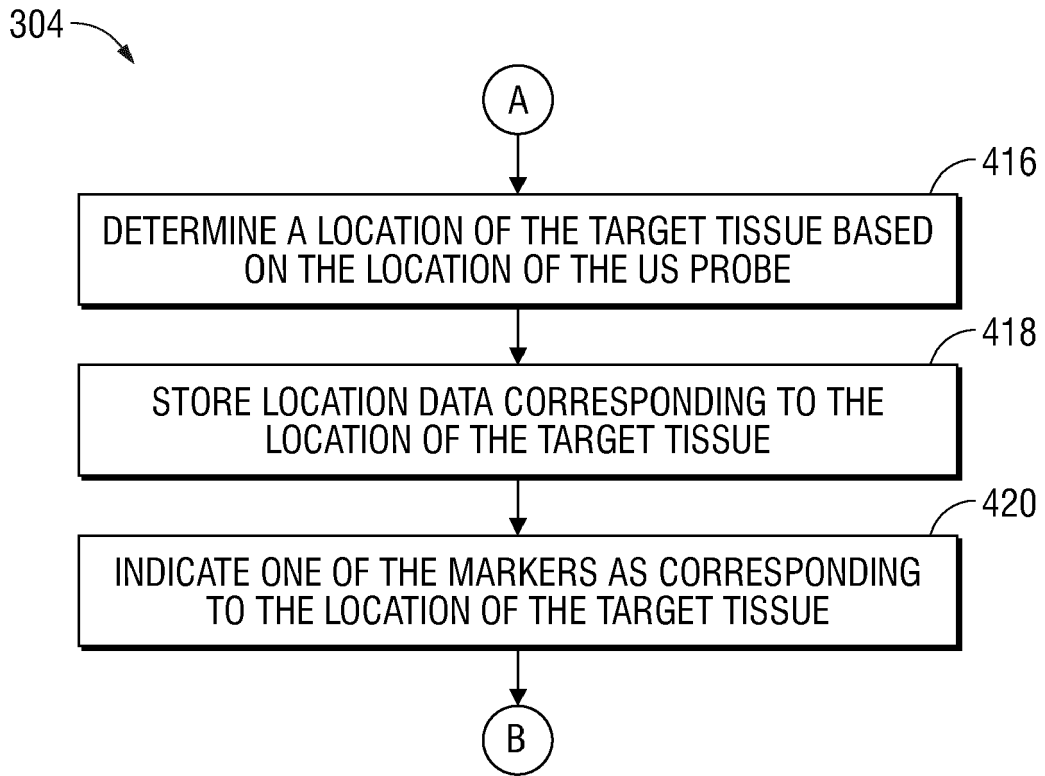 304
A
416
DETERMINE A LOCATION OF THE TARGET TISSUE BASED
ON THE LOCATION OF THE US PROBE
418
STORE LOCATION DATA CORRESPONDING TO THE
LOCATION OF THE TARGET TISSUE
420
INDICATE ONE OF THE MARKERS AS CORRESPONDING
TO THE LOCATION OF THE TARGET TISSUE
B